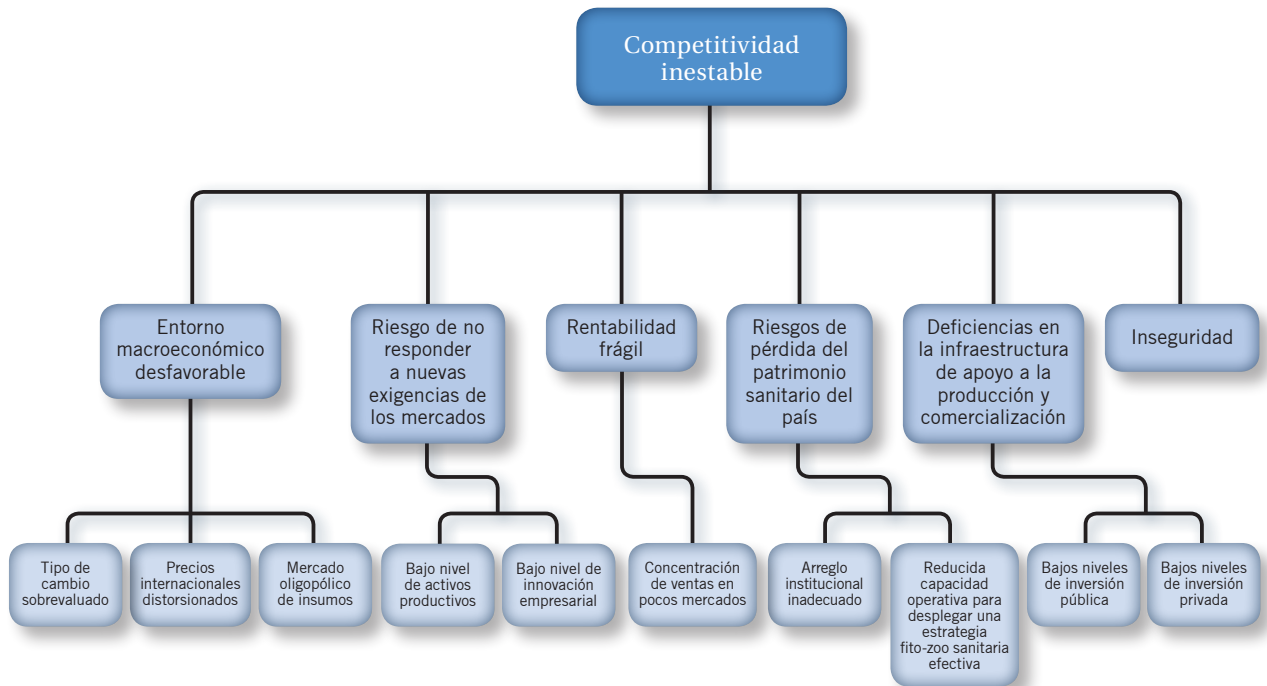 Competitividad
inestable
Entorno
macroeconómico
desfavorable
Riesgo de no
responder
a nuevas
exigencias de
los mercados
Rentabilidad
frágil
Riesgos de
pérdida del
patrimonio
sanitario del
país
Deficiencias en
la infraestructura
de apoyo a la
producción y
comercialización
Inseguridad
Tipo de
cambio
sobrevaluado
Precios
internacionales
distorsionados
Mercado
oligopólico
de insumos
Bajo nivel
de activos
productivos
Bajo nivel de
innovación
empresarial
Concentración
de ventas en
pocos mercados
Arreglo
institucional
inadecuado
Reducida
capacidad
operativa para
desplegar una
estrategia
fito-zoo sanitaria
efectiva
Bajos niveles
de inversión
pública
Bajos niveles
de inversión
privada